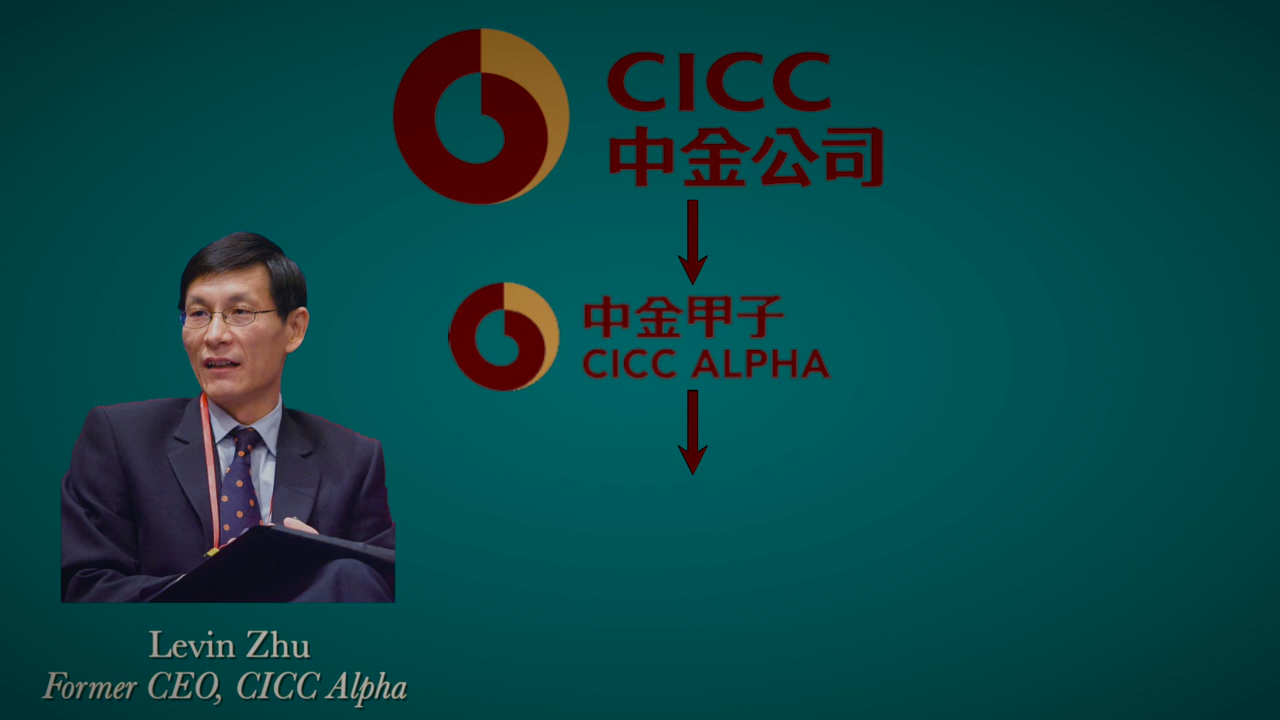 CICC
中金公司
中金甲子
CICC ALPHA
Levin Zhu
Former CEO, CICC Alpha